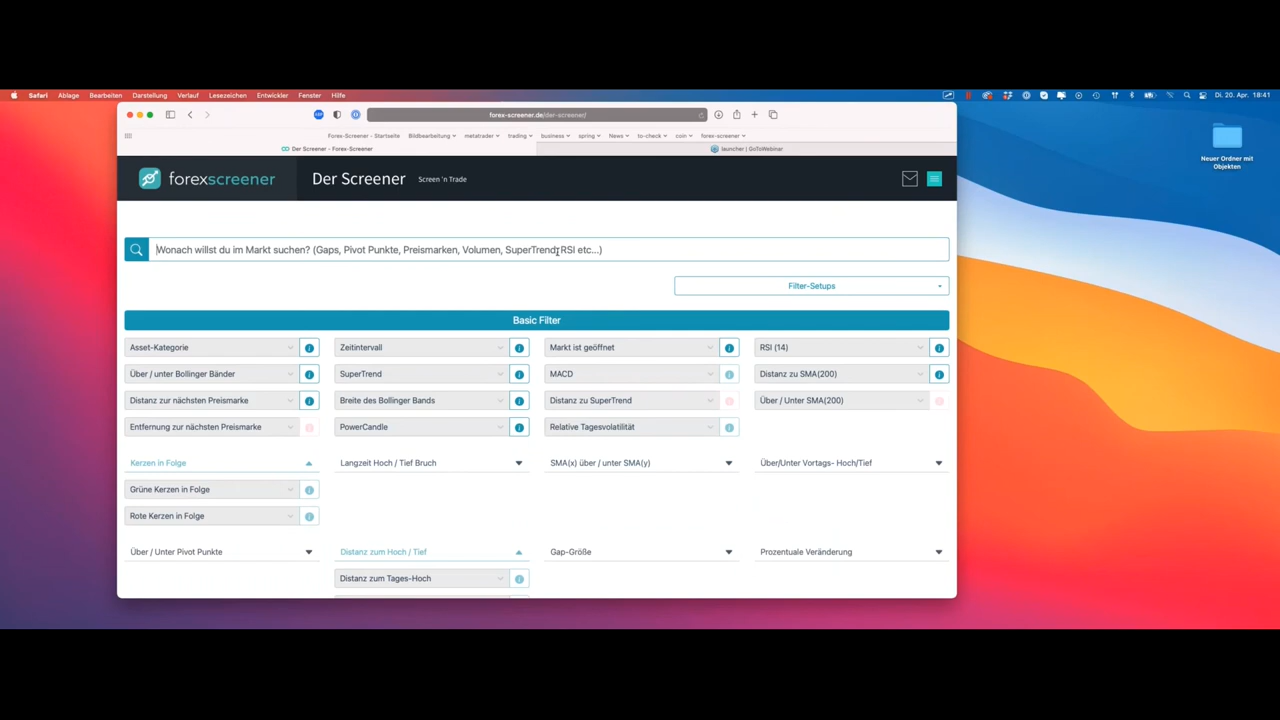 Safari Ablage Bearbeiten Darstellung Verlauf Lesezeichen Entwickler Fenster Hilfe Di. 20. Apr. 18:41
forex-screener.de/der-screener/
Forex-Screener - Startseite Bildbearbeitung metatrader trading business spring News to-check coin forex-screener
Der Screener - Forex-Screener launcher | GoToWebinar
Neuer Ordner mit
Objekten
forexscreener Der Screener Screen 'n Trade
Wonach willst du im Markt suchen? (Gaps, Pivot Punkte, Preismarken, Volumen, SuperTrend, RSI etc...)
Filter-Setups
Basic Filter
Asset-Kategorie Zeitintervall Markt ist geöffnet RSI (14)
Über / unter Bollinger Bänder SuperTrend MACD Distanz zu SMA(200)
Distanz zur nächsten Preismarke Breite des Bollinger Bands Distanz zu SuperTrend Über / Unter SMA(200)
Entfernung zur nächsten Preismarke PowerCandle Relative Tagesvolatilität
Kerzen in Folge Langzeit Hoch / Tief Bruch SMA(x) über / unter SMA(y) Über/Unter Vortags- Hoch/Tief
Grüne Kerzen in Folge
Rote Kerzen in Folge
Über / Unter Pivot Punkte Distanz zum Hoch / Tief Gap-Größe Prozentuale Veränderung
Distanz zum Tages-Hoch